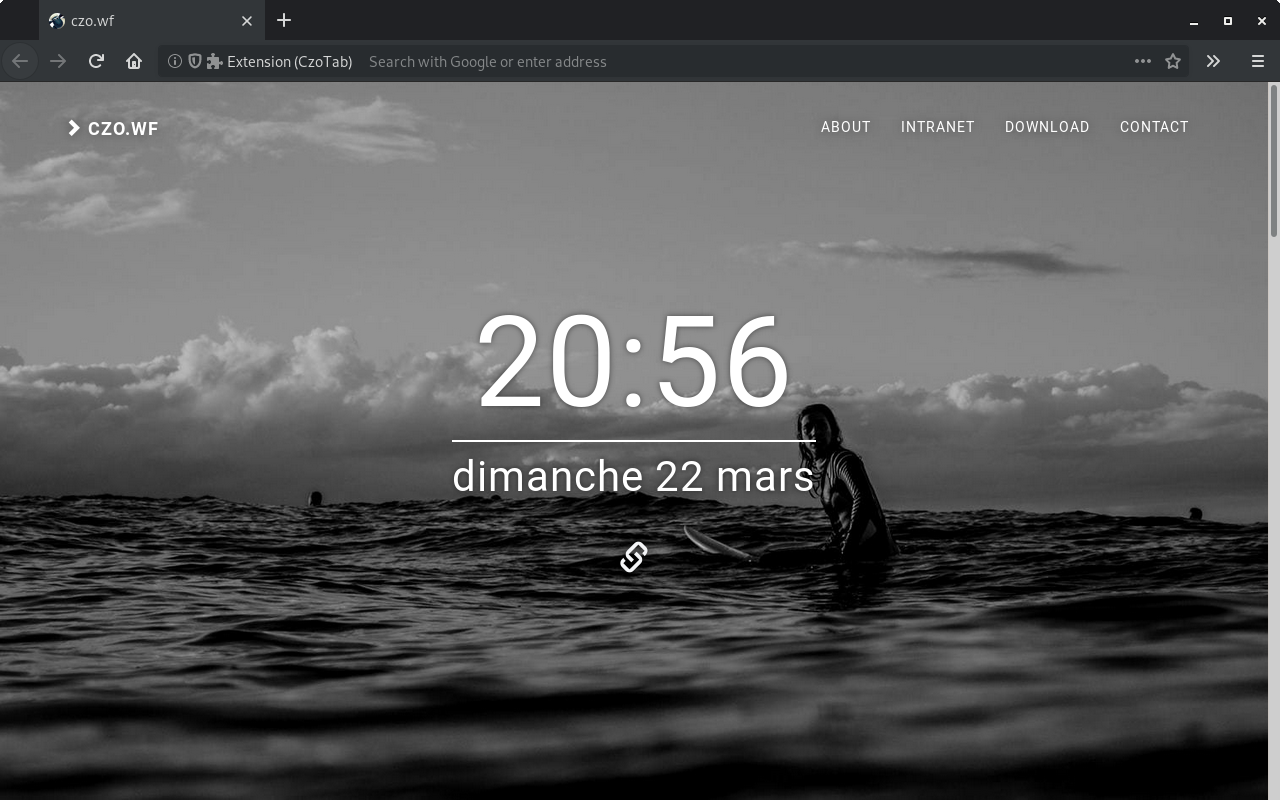 czo.wf
Extension (CzoTab) Search with Google or enter address
CZO.WF
ABOUT INTRANET DOWNLOAD CONTACT
20:56
dimanche 22 mars